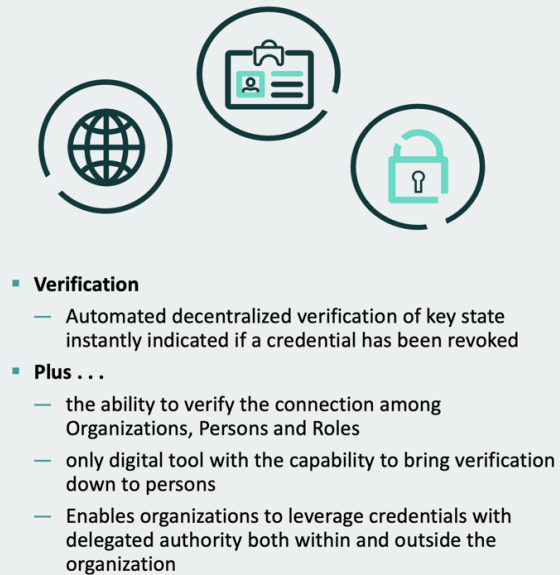 ▪ Verification
— Automated decentralized verification of key state
instantly indicated if a credential has been revoked
▪ Plus . . .
— the ability to verify the connection among
Organizations, Persons and Roles
— only digital tool with the capability to bring verification
down to persons
— Enables organizations to leverage credentials with
delegated authority both within and outside the
organization